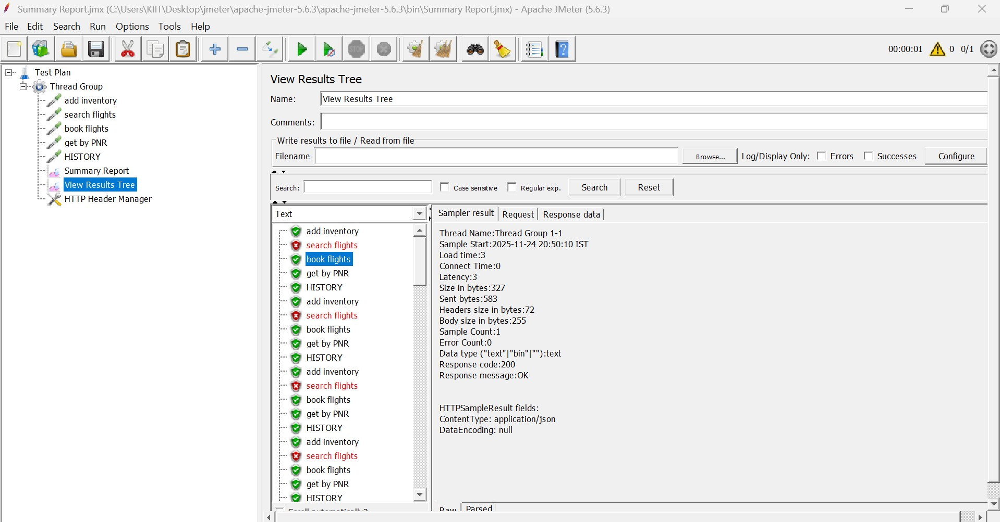 Summary Report.jmx (C:\Users\KIIT\Desktop\jmeter\apache-jmeter-5.6.3\apache-jmeter-5.6.3\bin\Summary Report.jmx) - Apache JMeter (5.6.3)
File Edit Search Run Options Tools Help
STOP
00:00:01 0 0/1
Test Plan
Thread Group
add inventory
search flights
book flights
get by PNR
HISTORY
Summary Report
View Results Tree
HTTP Header Manager
View Results Tree
Name: View Results Tree
Comments:
Write results to file / Read from file
Filename Browse... Log/Display Only: Errors Successes Configure
Search: Case sensitive Regular exp. Search Reset
Text
add inventory
search flights
book flights
get by PNR
HISTORY
add inventory
search flights
book flights
get by PNR
HISTORY
add inventory
search flights
book flights
get by PNR
HISTORY
add inventory
search flights
book flights
get by PNR
HISTORY
Scroll automatically?
Sampler result Request Response data
Thread Name:Thread Group 1-1
Sample Start:2025-11-24 20:50:10 IST
Load time:3
Connect Time:0
Latency:3
Size in bytes:327
Sent bytes:583
Headers size in bytes:72
Body size in bytes:255
Sample Count:1
Error Count:0
Data type ("text"|"bin"|""):text
Response code:200
Response message:OK
HTTPSampleResult fields:
ContentType: application/json
DataEncoding: null
Raw Parsed